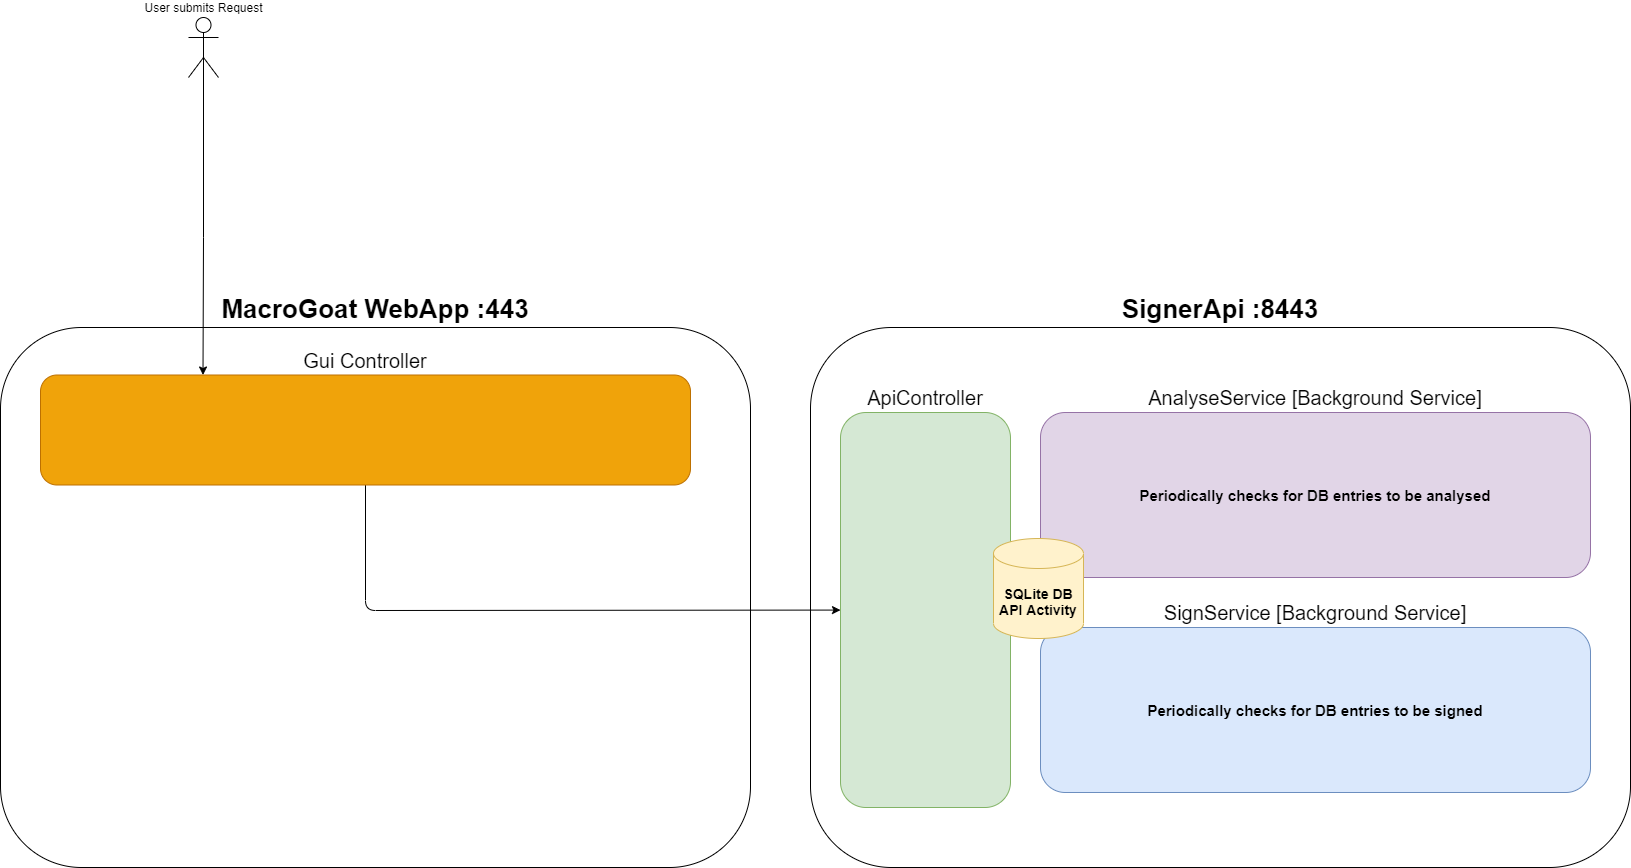 User submits Request
MacroGoat WebApp :443
SignerApi :8443
Gui Controller
ApiController
AnalyseService [Background Service]
Periodically checks for DB entries to be analysed
SQLite DB
API Activity
SignService [Background Service]
Periodically checks for DB entries to be signed